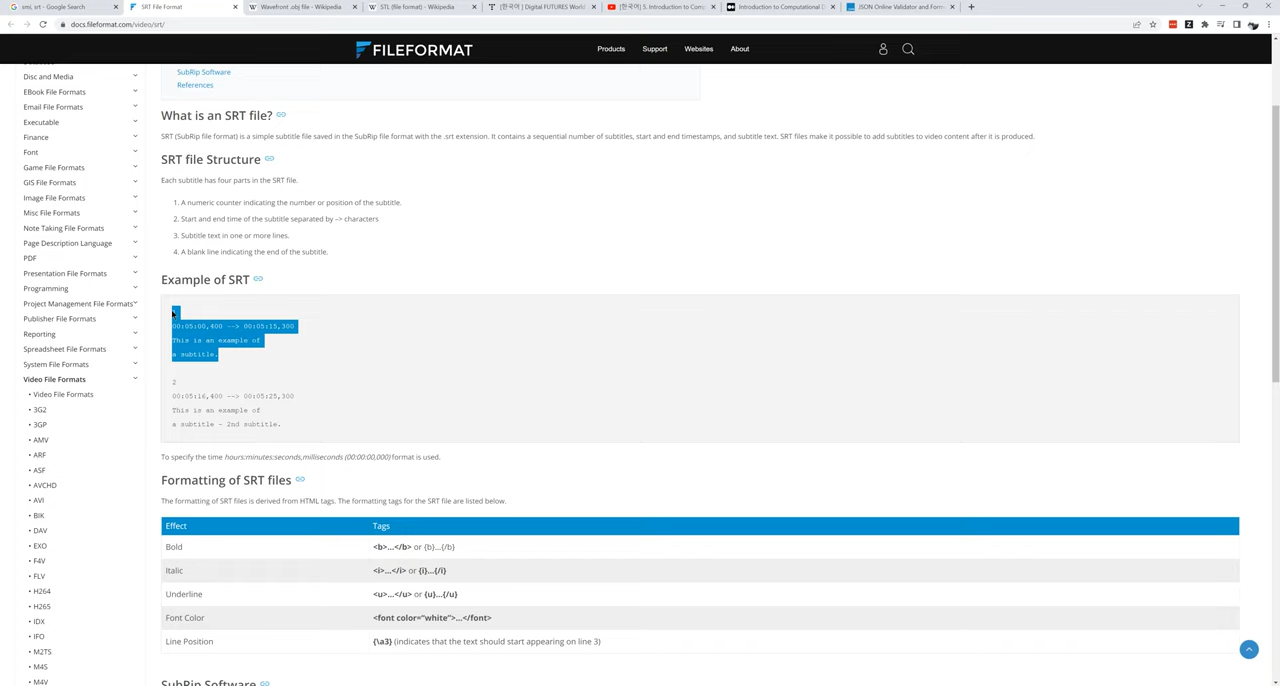 smi, srt - Google Search
SRT File Format
Wavefront .obj file - Wikipedia
STL (file format) - Wikipedia
[한국어] Digital FUTURES World
[한국어] 5. Introduction to Comp
Introduction to Computational D
JSON Online Validator and Form
docs.fileformat.com/video/srt/
FILEFORMAT
Products
Support
Websites
About
Disc and Media
EBook File Formats
Email File Formats
Executable
Finance
Font
Game File Formats
GIS File Formats
Image File Formats
Misc File Formats
Note Taking File Formats
Page Description Language
PDF
Presentation File Formats
Programming
Project Management File Formats
Publisher File Formats
Reporting
Spreadsheet File Formats
System File Formats
Video File Formats
Video File Formats
3G2
3GP
AMV
ARF
ASF
AVCHD
AVI
BIK
DAV
EXO
F4V
FLV
H264
H265
IDX
IFO
M2TS
M4S
M4V
SubRip Software
References
What is an SRT file?
SRT (SubRip file format) is a simple subtitle file saved in the SubRip file format with the .srt extension. It contains a sequential number of subtitles, start and end timestamps, and subtitle text. SRT files make it possible to add subtitles to video content after it is produced.
SRT file Structure
Each subtitle has four parts in the SRT file.
1. A numeric counter indicating the number or position of the subtitle.
2. Start and end time of the subtitle separated by –> characters
3. Subtitle text in one or more lines.
4. A blank line indicating the end of the subtitle.
Example of SRT
00:05:00,400 --> 00:05:15,300
This is an example of
a subtitle.
2
00:05:16,400 --> 00:05:25,300
This is an example of
a subtitle - 2nd subtitle.
To specify the time hours:minutes:seconds,milliseconds (00:00:00,000) format is used.
Formatting of SRT files
The formatting of SRT files is derived from HTML tags. The formatting tags for the SRT file are listed below.
Effect Tags
Bold <b>…</b> or {b}…{/b}
Italic <i>…</i> or {i}…{/i}
Underline <u>…</u> or {u}…{/u}
Font Color <font color="white">…</font>
Line Position {\a3} (indicates that the text should start appearing on line 3)
SubRip Software